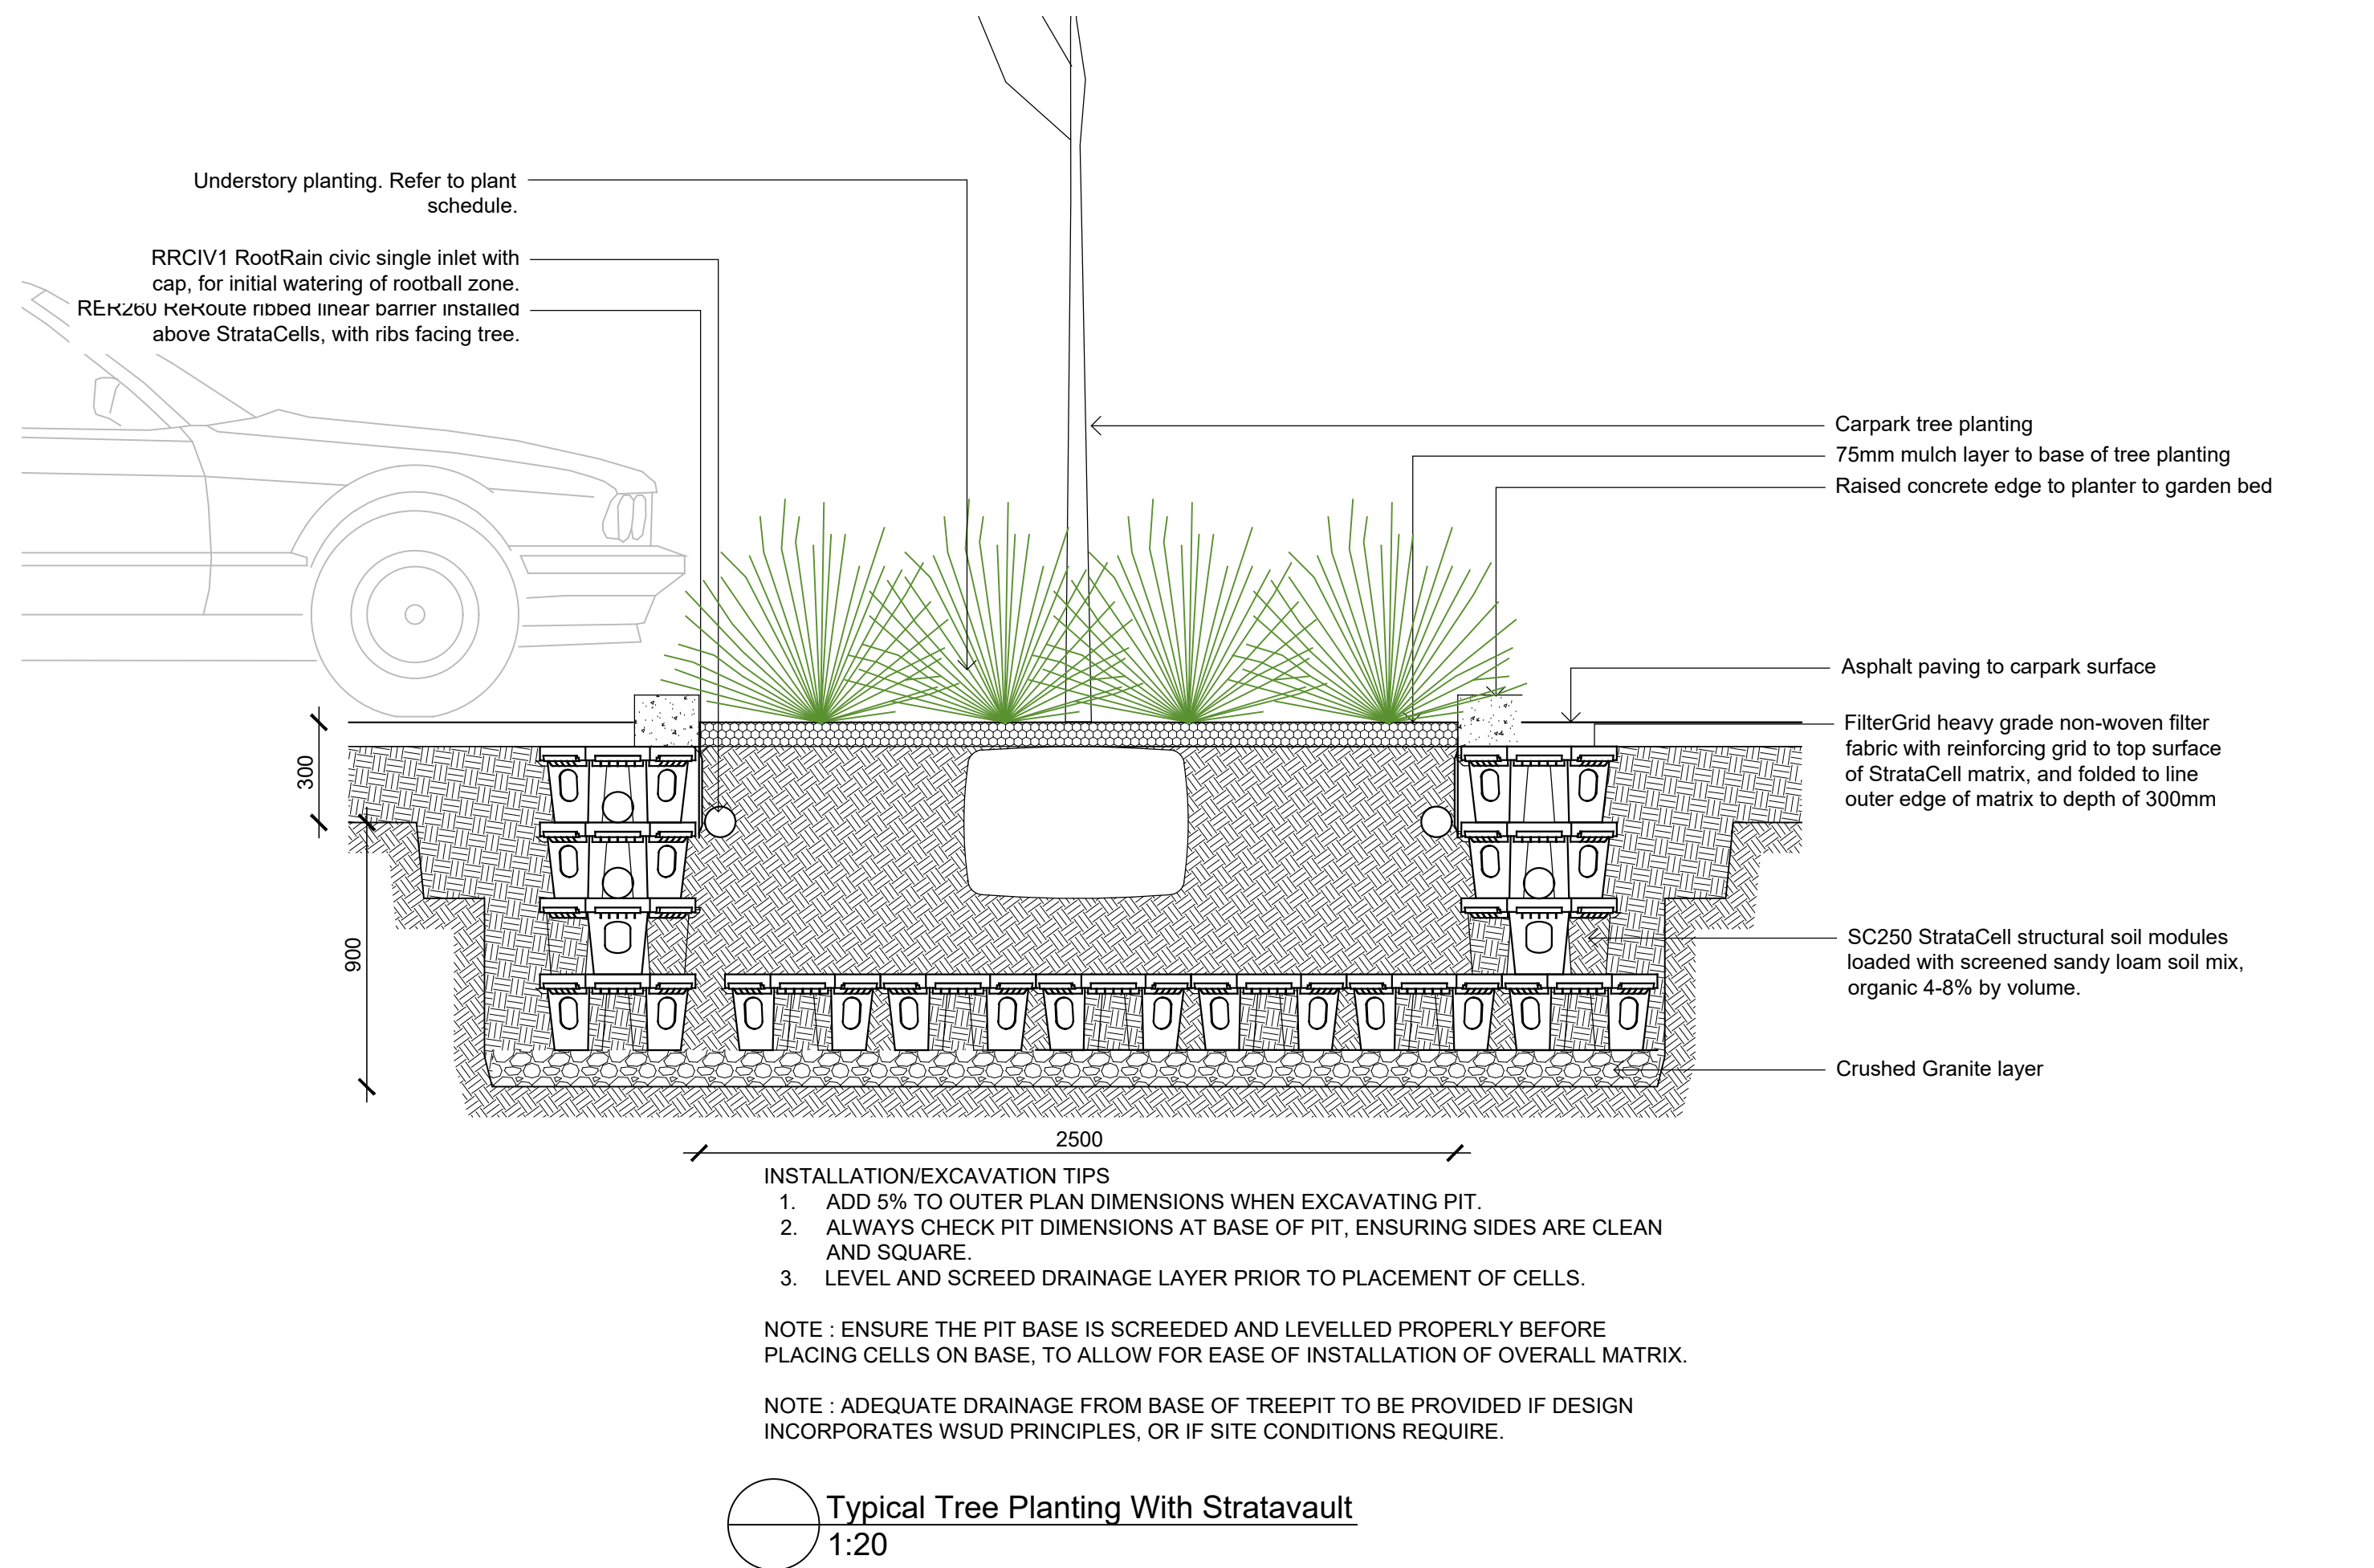 Understory planting. Refer to plant
schedule.
RRCIV1 RootRain civic single inlet with
cap, for initial watering of rootball zone.
RER260 ReRoute ribbed linear barrier installed
above StrataCells, with ribs facing tree.
Carpark tree planting
75mm mulch layer to base of tree planting
Raised concrete edge to planter to garden bed
Asphalt paving to carpark surface
FilterGrid heavy grade non-woven filter
fabric with reinforcing grid to top surface
of StrataCell matrix, and folded to line
outer edge of matrix to depth of 300mm
300
900
SC250 StrataCell structural soil modules
loaded with screened sandy loam soil mix,
organic 4-8% by volume.
Crushed Granite layer
2500
INSTALLATION/EXCAVATION TIPS
1. ADD 5% TO OUTER PLAN DIMENSIONS WHEN EXCAVATING PIT.
2. ALWAYS CHECK PIT DIMENSIONS AT BASE OF PIT, ENSURING SIDES ARE CLEAN
AND SQUARE.
3. LEVEL AND SCREED DRAINAGE LAYER PRIOR TO PLACEMENT OF CELLS.
NOTE : ENSURE THE PIT BASE IS SCREEDED AND LEVELLED PROPERLY BEFORE
PLACING CELLS ON BASE, TO ALLOW FOR EASE OF INSTALLATION OF OVERALL MATRIX.
NOTE : ADEQUATE DRAINAGE FROM BASE OF TREEPIT TO BE PROVIDED IF DESIGN
INCORPORATES WSUD PRINCIPLES, OR IF SITE CONDITIONS REQUIRE.
Typical Tree Planting With Stratavault
1:20